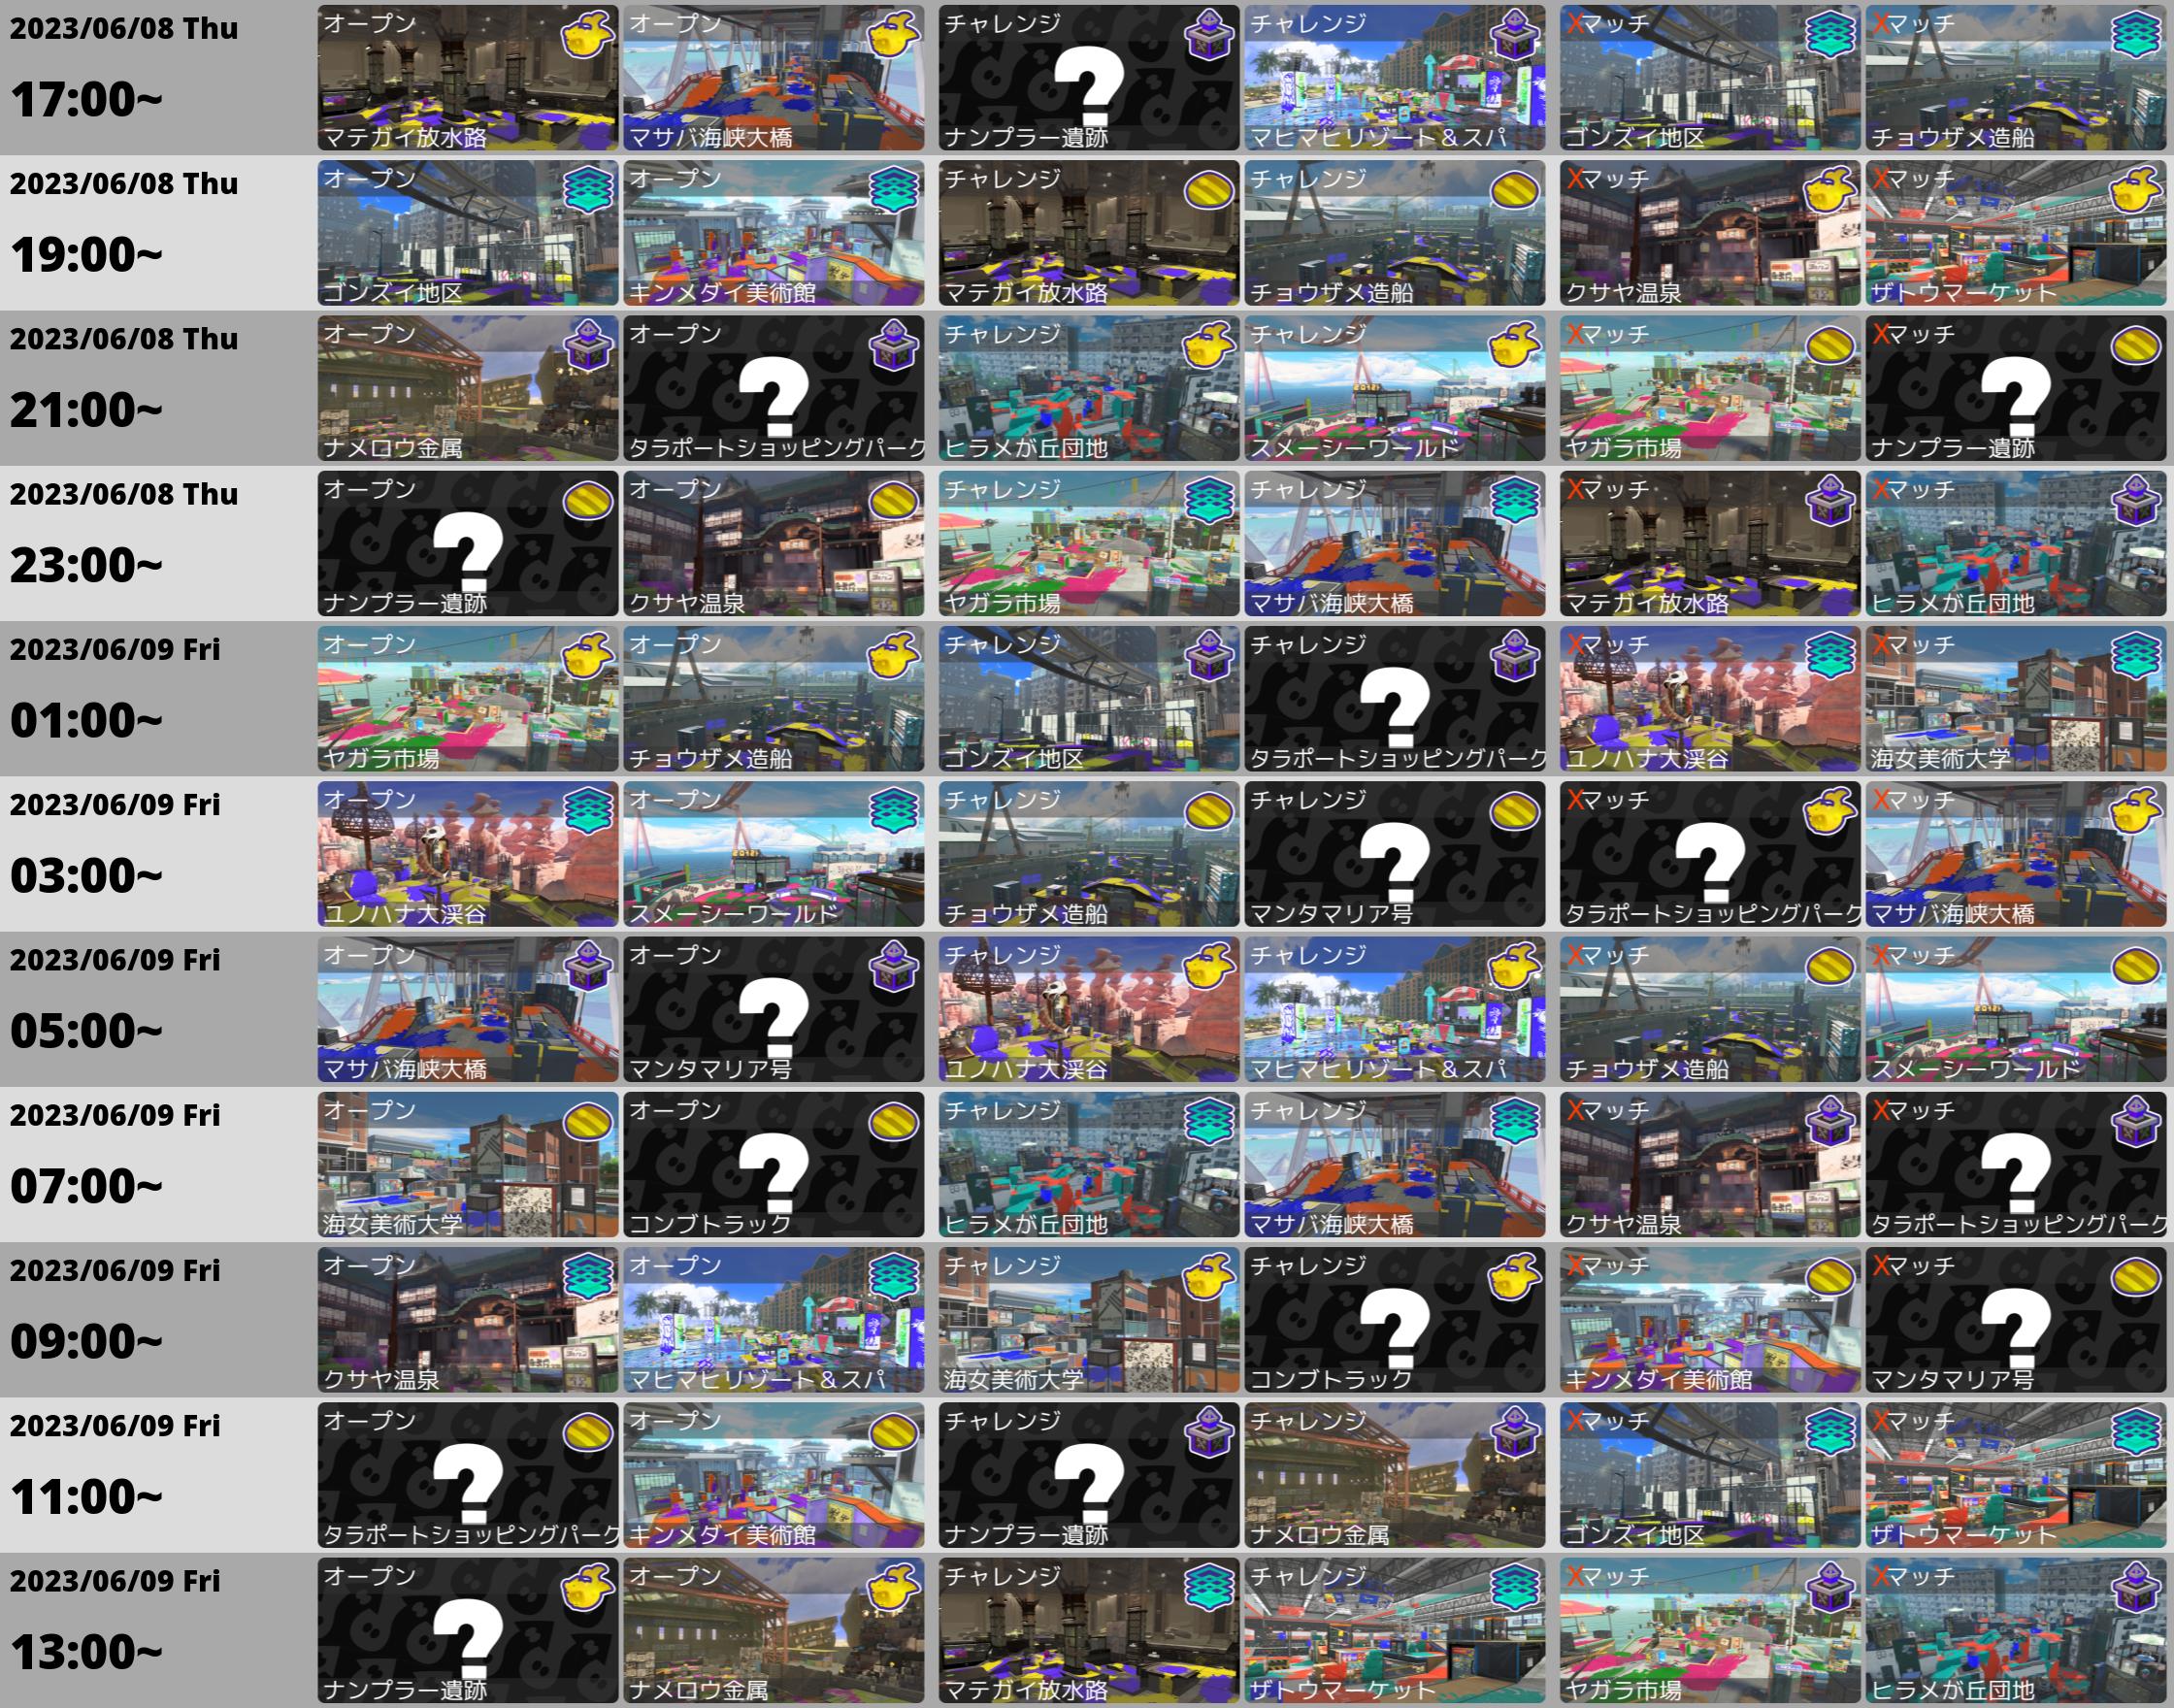 2023/06/08 Thu
17:00~
オープン
マテガイ放水路
オープン
マサバ海峡大橋
チャレンジ
?
ナンプラー遺跡
チャレンジ
マヒマヒリゾート＆スパ
Xマッチ
ゴンズイ地区
Xマッチ
チョウザメ造船
2023/06/08 Thu
19:00~
オープン
ゴンズイ地区
オープン
キンメダイ美術館
チャレンジ
マテガイ放水路
チャレンジ
チョウザメ造船
Xマッチ
クサヤ温泉
Xマッチ
ザトウマーケット
2023/06/08 Thu
21:00~
オープン
ナメロウ金属
オープン
?
タラポートショッピングパーク
チャレンジ
ヒラメが丘団地
チャレンジ
スメーシーワールド
Xマッチ
ヤガラ市場
Xマッチ
?
ナンプラー遺跡
2023/06/08 Thu
23:00~
オープン
?
ナンプラー遺跡
オープン
クサヤ温泉
チャレンジ
ヤガラ市場
チャレンジ
マサバ海峡大橋
Xマッチ
マテガイ放水路
Xマッチ
ヒラメが丘団地
2023/06/09 Fri
01:00~
オープン
ヤガラ市場
オープン
チョウザメ造船
チャレンジ
ゴンズイ地区
チャレンジ
?
タラポートショッピングパーク
Xマッチ
ユノハナ大渓谷
Xマッチ
海女美術大学
2023/06/09 Fri
03:00~
オープン
ユノハナ大渓谷
オープン
スメーシーワールド
チャレンジ
チョウザメ造船
チャレンジ
?
マンタマリア号
Xマッチ
?
タラポートショッピングパーク
Xマッチ
マサバ海峡大橋
2023/06/09 Fri
05:00~
オープン
マサバ海峡大橋
オープン
?
マンタマリア号
チャレンジ
ユノハナ大渓谷
チャレンジ
マヒマヒリゾート＆スパ
Xマッチ
チョウザメ造船
Xマッチ
スメーシーワールド
2023/06/09 Fri
07:00~
オープン
海女美術大学
オープン
?
コンブトラック
チャレンジ
ヒラメが丘団地
チャレンジ
マサバ海峡大橋
Xマッチ
クサヤ温泉
Xマッチ
?
タラポートショッピングパーク
2023/06/09 Fri
09:00~
オープン
クサヤ温泉
オープン
マヒマヒリゾート＆スパ
チャレンジ
海女美術大学
チャレンジ
?
コンブトラック
Xマッチ
キンメダイ美術館
Xマッチ
?
マンタマリア号
2023/06/09 Fri
11:00~
オープン
?
タラポートショッピングパーク
オープン
キンメダイ美術館
チャレンジ
?
ナンプラー遺跡
チャレンジ
ナメロウ金属
Xマッチ
ゴンズイ地区
Xマッチ
ザトウマーケット
2023/06/09 Fri
13:00~
オープン
?
ナンプラー遺跡
オープン
ナメロウ金属
チャレンジ
マテガイ放水路
チャレンジ
ザトウマーケット
Xマッチ
ヤガラ市場
Xマッチ
ヒラメが丘団地